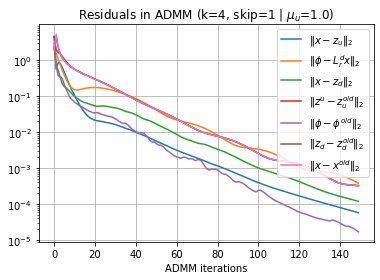 Residuals in ADMM (k=4, skip=1 | μ_u=1.0)
10^0
10^{-1}
10^{-2}
10^{-3}
10^{-4}
10^{-5}
‖x − z_u‖_2
‖ϕ − L_r^d x‖_2
‖x − z_d‖_2
‖z^u − z_u^{old}‖_2
‖ϕ − ϕ^{old}‖_2
‖z_d − z_d^{old}‖_2
‖x − x^{old}‖_2
0 20 40 60 80 100 120 140
ADMM iterations